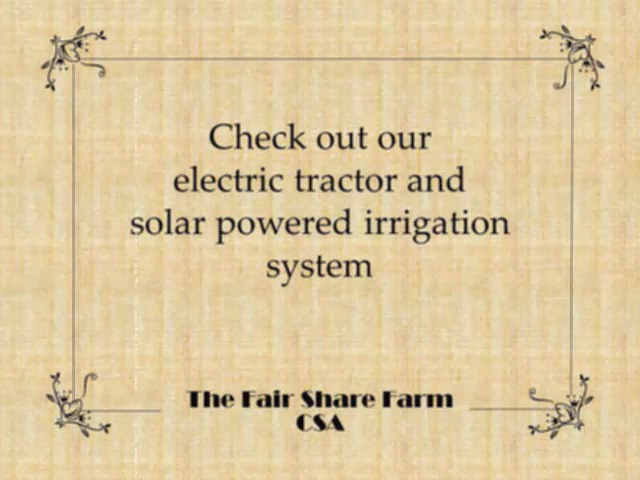 Check out our
electric tractor and
solar powered irrigation
system
The Fair Share Farm
CSA